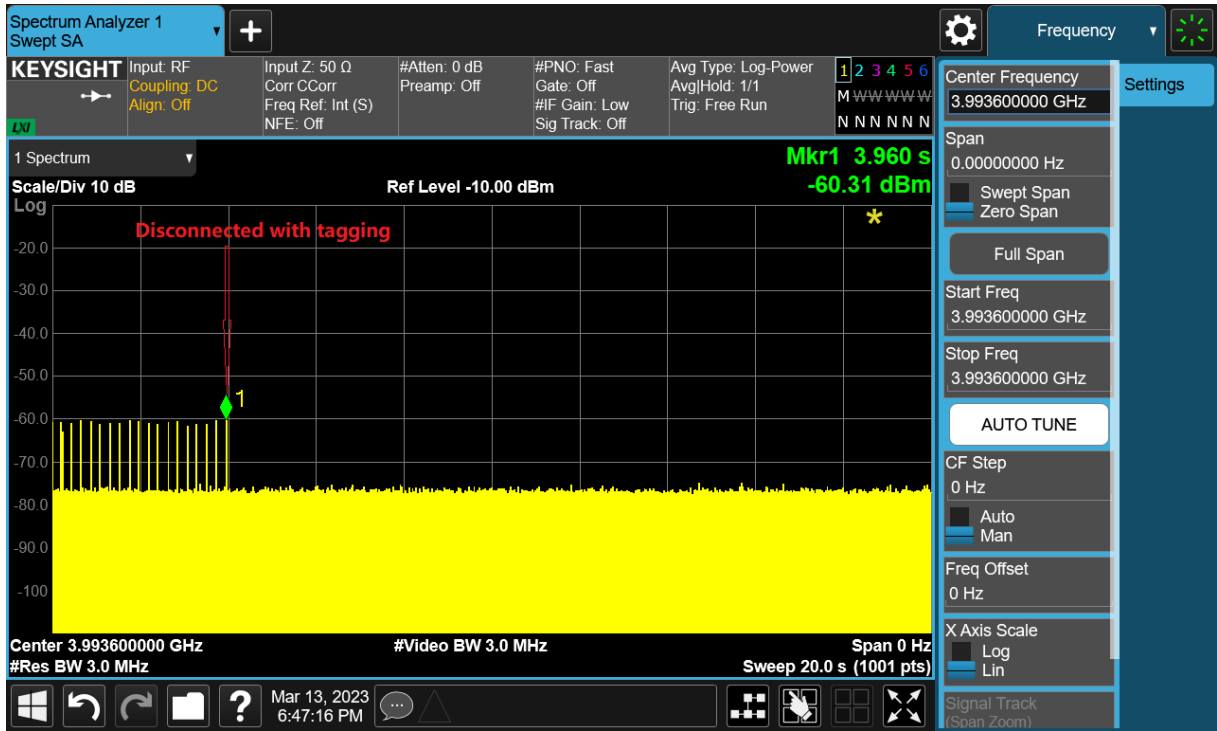 Spectrum Analyzer 1
Swept SA
▼
+
Frequency
▼
KEYSIGHT
LXI
Input: RF
Coupling: DC
Align: Off
Input Z: 50 Ω
Corr CCorr
Freq Ref: Int (S)
NFE: Off
#Atten: 0 dB
Preamp: Off
#PNO: Fast
Gate: Off
#IF Gain: Low
Sig Track: Off
Avg Type: Log-Power
Avg|Hold: 1/1
Trig: Free Run
1 2 3 4 5 6
M W W W W W
N N N N N N
1 Spectrum
▼
Mkr1 3.960 s
Scale/Div 10 dB
Ref Level -10.00 dBm
-60.31 dBm
Log
*
Disconnected with tagging
-20.0
-30.0
-40.0
-50.0
1
-60.0
-70.0
-80.0
-90.0
-100
Center 3.993600000 GHz
#Video BW 3.0 MHz
Span 0 Hz
#Res BW 3.0 MHz
Sweep 20.0 s (1001 pts)
Center Frequency
3.993600000 GHz
Span
0.00000000 Hz
Swept Span
Zero Span
Full Span
Start Freq
3.993600000 GHz
Stop Freq
3.993600000 GHz
AUTO TUNE
CF Step
0 Hz
Auto
Man
Freq Offset
0 Hz
X Axis Scale
Log
Lin
Signal Track
(Span Zoom)
Settings
?
Mar 13, 2023
6:47:16 PM